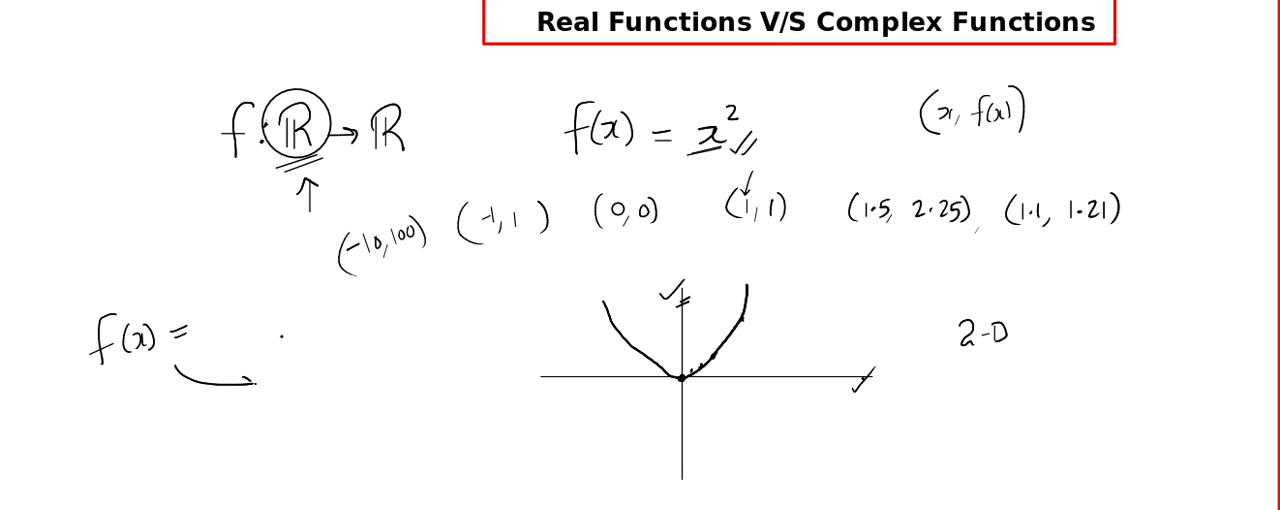 Real Functions V/S Complex Functions
f: ℝ → ℝ f(x) = x² (x, f(x))
(-10,100) (-1, 1) (0, 0) (1, 1) (1.5, 2.25), (1.1, 1.21)
f(x) = 2-D